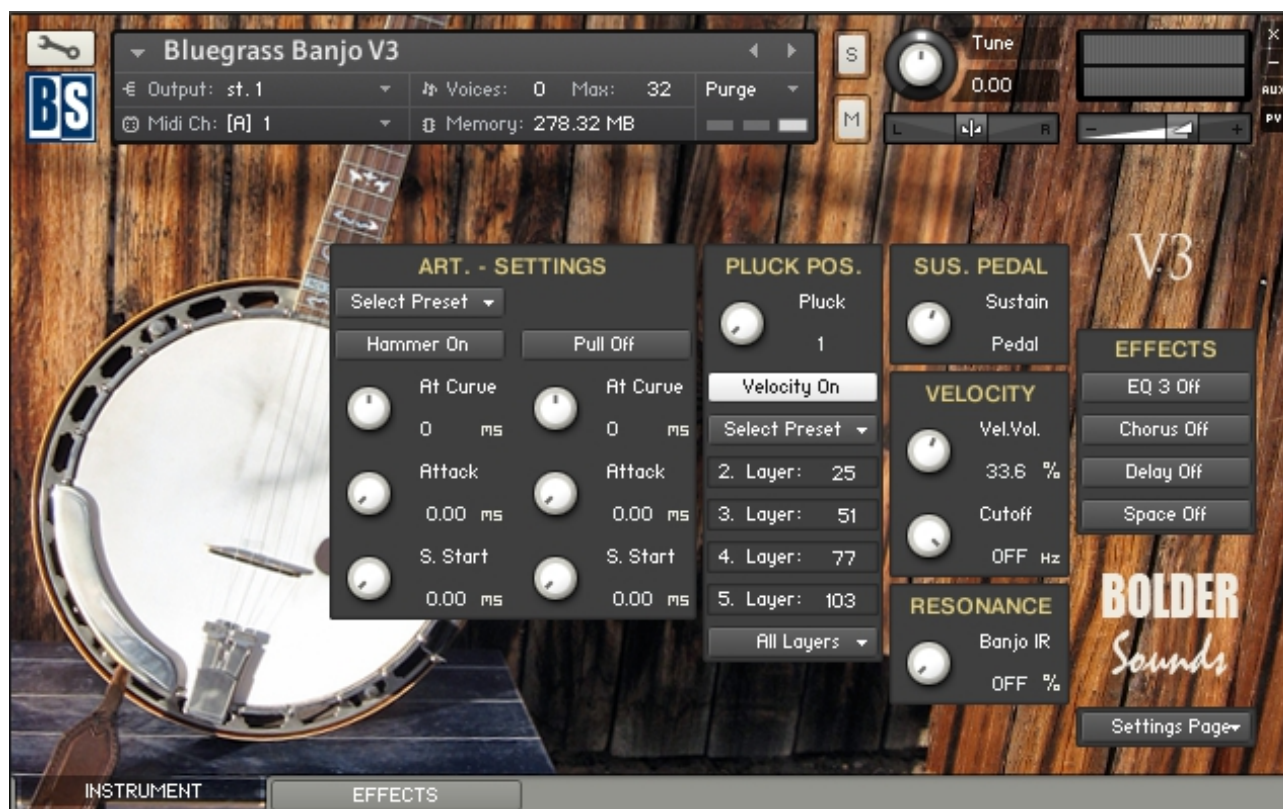 Bluegrass Banjo V3
S
Tune
X
BS
Output: st. 1
Voices: 0 Max: 32
Purge
0.00
-
AUX
Midi Ch: [A] 1
Memory: 278.32 MB
M
L
R
-
+
PV
V3
ART. - SETTINGS
Select Preset
Hammer On
Pull Off
At Curve
0 ms
At Curve
0 ms
Attack
0.00 ms
Attack
0.00 ms
S. Start
0.00 ms
S. Start
0.00 ms
PLUCK POS.
Pluck
1
Velocity On
Select Preset
2. Layer: 25
3. Layer: 51
4. Layer: 77
5. Layer: 103
All Layers
SUS. PEDAL
Sustain
Pedal
VELOCITY
Vel.Vol.
33.6 %
Cutoff
OFF Hz
RESONANCE
Banjo IR
OFF %
EFFECTS
EQ 3 Off
Chorus Off
Delay Off
Space Off
BOLDER
Sounds
Settings Page
INSTRUMENT
EFFECTS